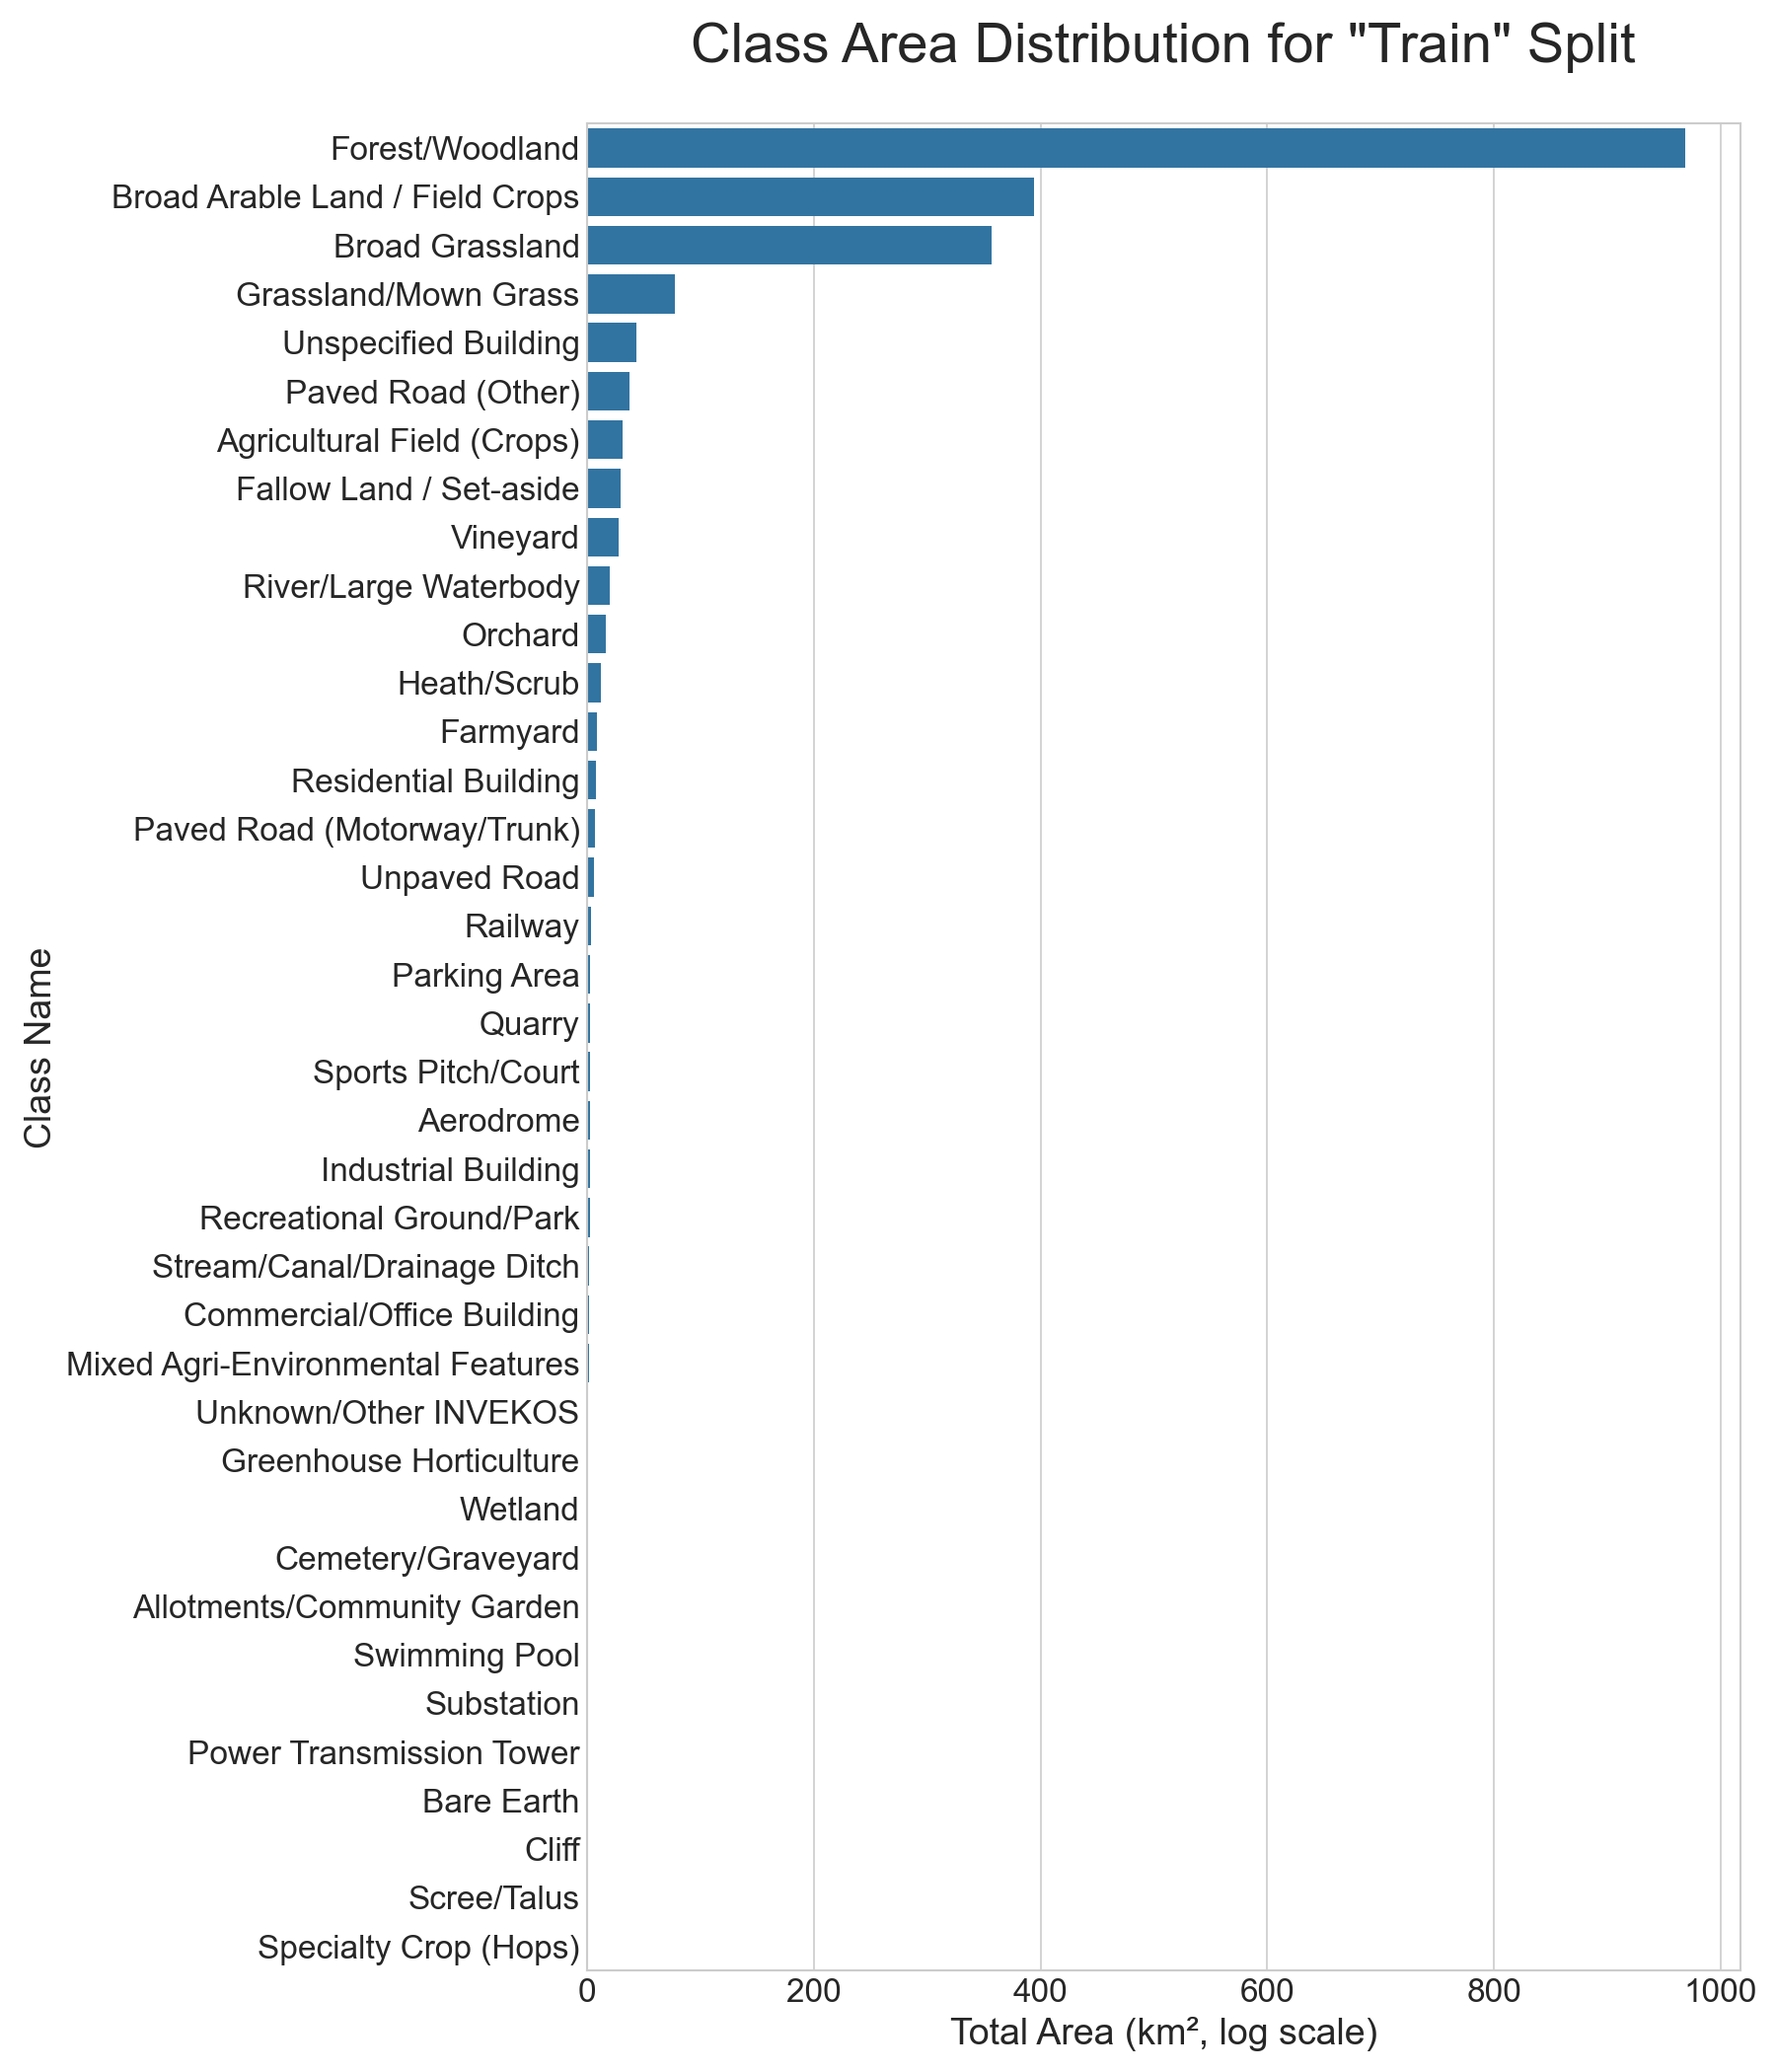 Class Area Distribution for "Train" Split
Forest/Woodland
Broad Arable Land / Field Crops
Broad Grassland
Grassland/Mown Grass
Unspecified Building
Paved Road (Other)
Agricultural Field (Crops)
Fallow Land / Set-aside
Vineyard
River/Large Waterbody
Orchard
Heath/Scrub
Farmyard
Residential Building
Paved Road (Motorway/Trunk)
Unpaved Road
Railway
Parking Area
Quarry
Sports Pitch/Court
Aerodrome
Industrial Building
Recreational Ground/Park
Stream/Canal/Drainage Ditch
Commercial/Office Building
Mixed Agri-Environmental Features
Unknown/Other INVEKOS
Greenhouse Horticulture
Wetland
Cemetery/Graveyard
Allotments/Community Garden
Swimming Pool
Substation
Power Transmission Tower
Bare Earth
Cliff
Scree/Talus
Specialty Crop (Hops)
Class Name
0 200 400 600 800 1000
Total Area (km², log scale)